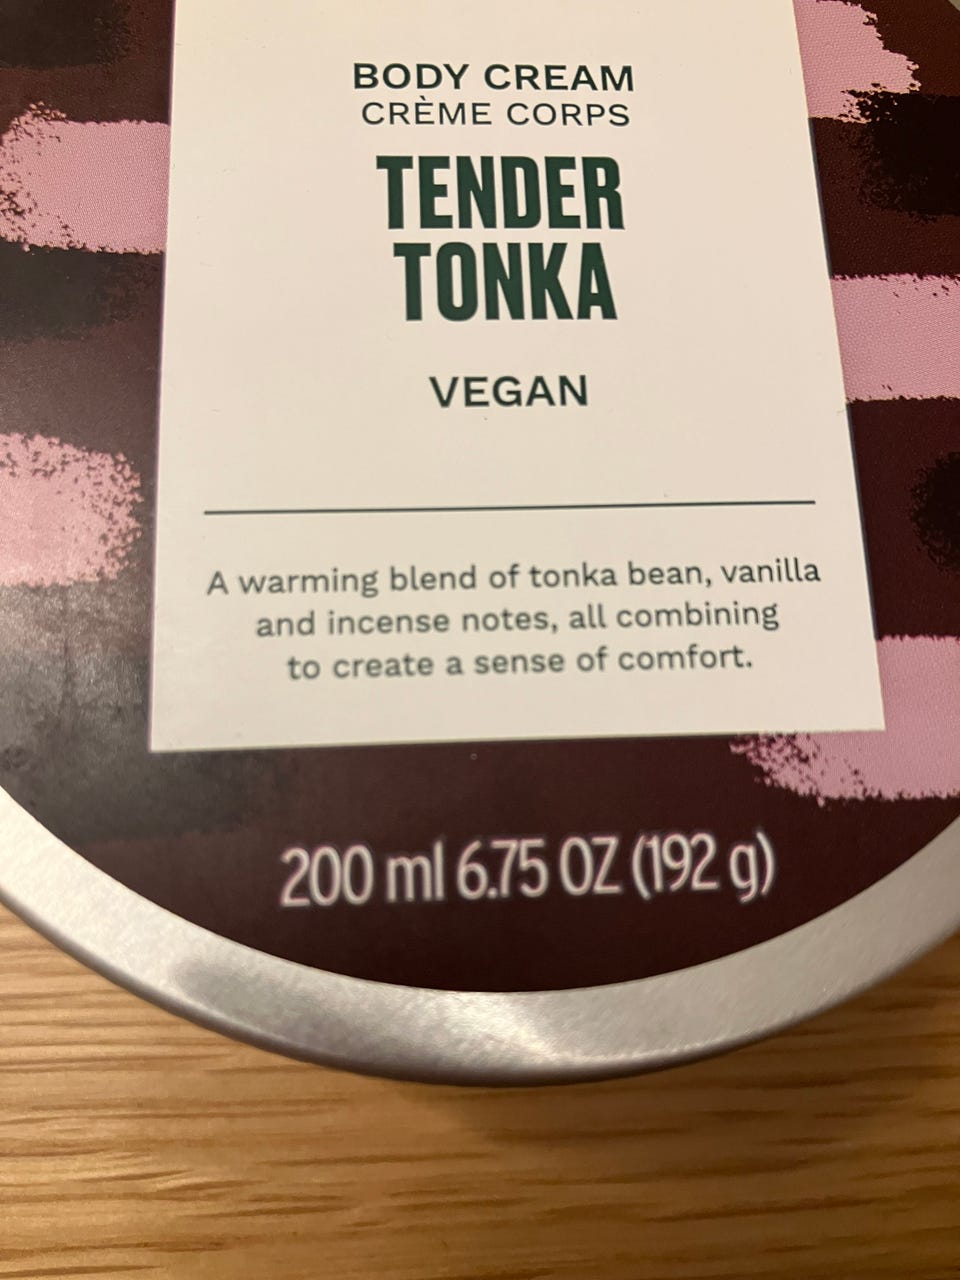 BODY CREAM
CRÈME CORPS
TENDER
TONKA
VEGAN
A warming blend of tonka bean, vanilla
and incense notes, all combining
to create a sense of comfort.
200 ml 6.75 OZ (192 g)